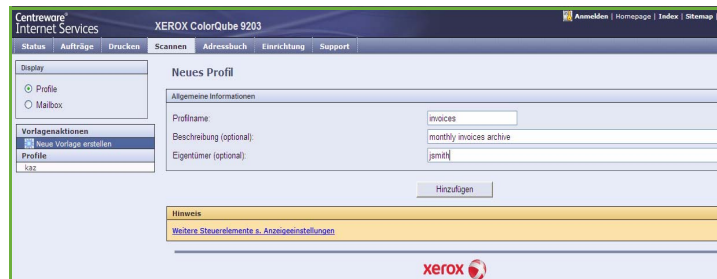 Centreware®
Internet Services
XEROX ColorQube 9203
Anmelden | Homepage | Index | Sitemap |
Status Aufträge Drucken Scannen Adressbuch Einrichtung Support
Display
Profile
Mailbox
Vorlagenaktionen
Neue Vorlage erstellen
Profile
kaz
Neues Profil
Allgemeine Informationen
Profilname: invoices
Beschreibung (optional): monthly invoices archive
Eigentümer (optional): jsmith
Hinzufügen
Hinweis
Weitere Steuerelemente s. Anzeigeeinstellungen
xerox